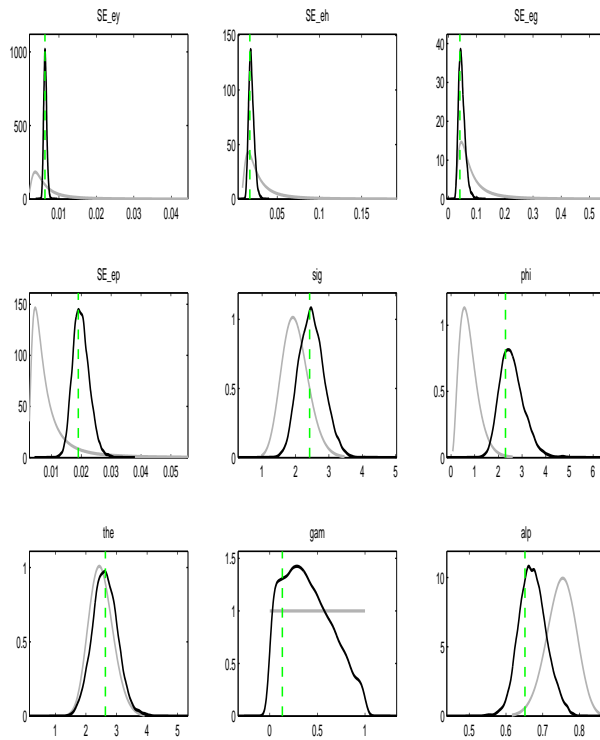 SE_ey SE_eh SE_eg
1000 500 0
0.01 0.02 0.03 0.04
150 100 50 0
0.05 0.1 0.15
40 30 20 10 0
0 0.1 0.2 0.3 0.4 0.5
SE_ep sig phi
150 100 50 0
0.01 0.02 0.03 0.04 0.05
1 0.5 0
1 2 3 4 5
1 0.5 0
0 1 2 3 4 5 6
the gam alp
1 0.5 0
1 2 3 4 5
1.5 1 0.5 0
0 0.5 1
10 5 0
0.5 0.6 0.7 0.8